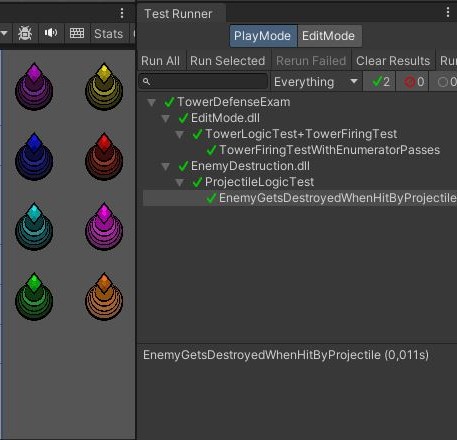 Test Runner
PlayMode EditMode
Stats
Run All Run Selected Rerun Failed Clear Results Run
Everything 2 0 0
TowerDefenseExam
EditMode.dll
TowerLogicTest+TowerFiringTest
TowerFiringTestWithEnumeratorPasses
EnemyDestruction.dll
ProjectileLogicTest
EnemyGetsDestroyedWhenHitByProjectile
EnemyGetsDestroyedWhenHitByProjectile (0,011s)